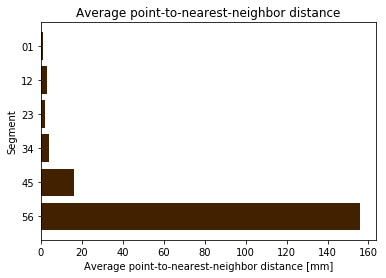 Average point-to-nearest-neighbor distance
01
12
23
34
45
56
Segment
0 20 40 60 80 100 120 140 160
Average point-to-nearest-neighbor distance [mm]